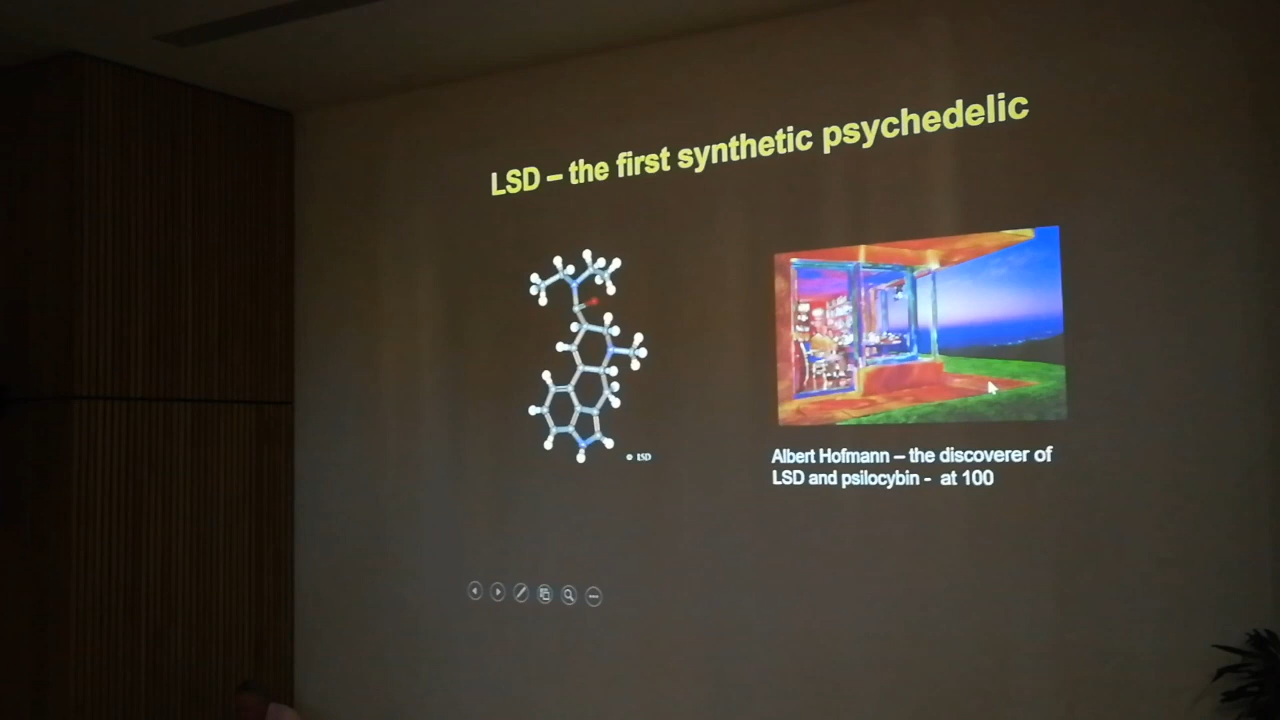 LSD – the first synthetic psychedelic
LSD
Albert Hofmann – the discoverer of
LSD and psilocybin - at 100